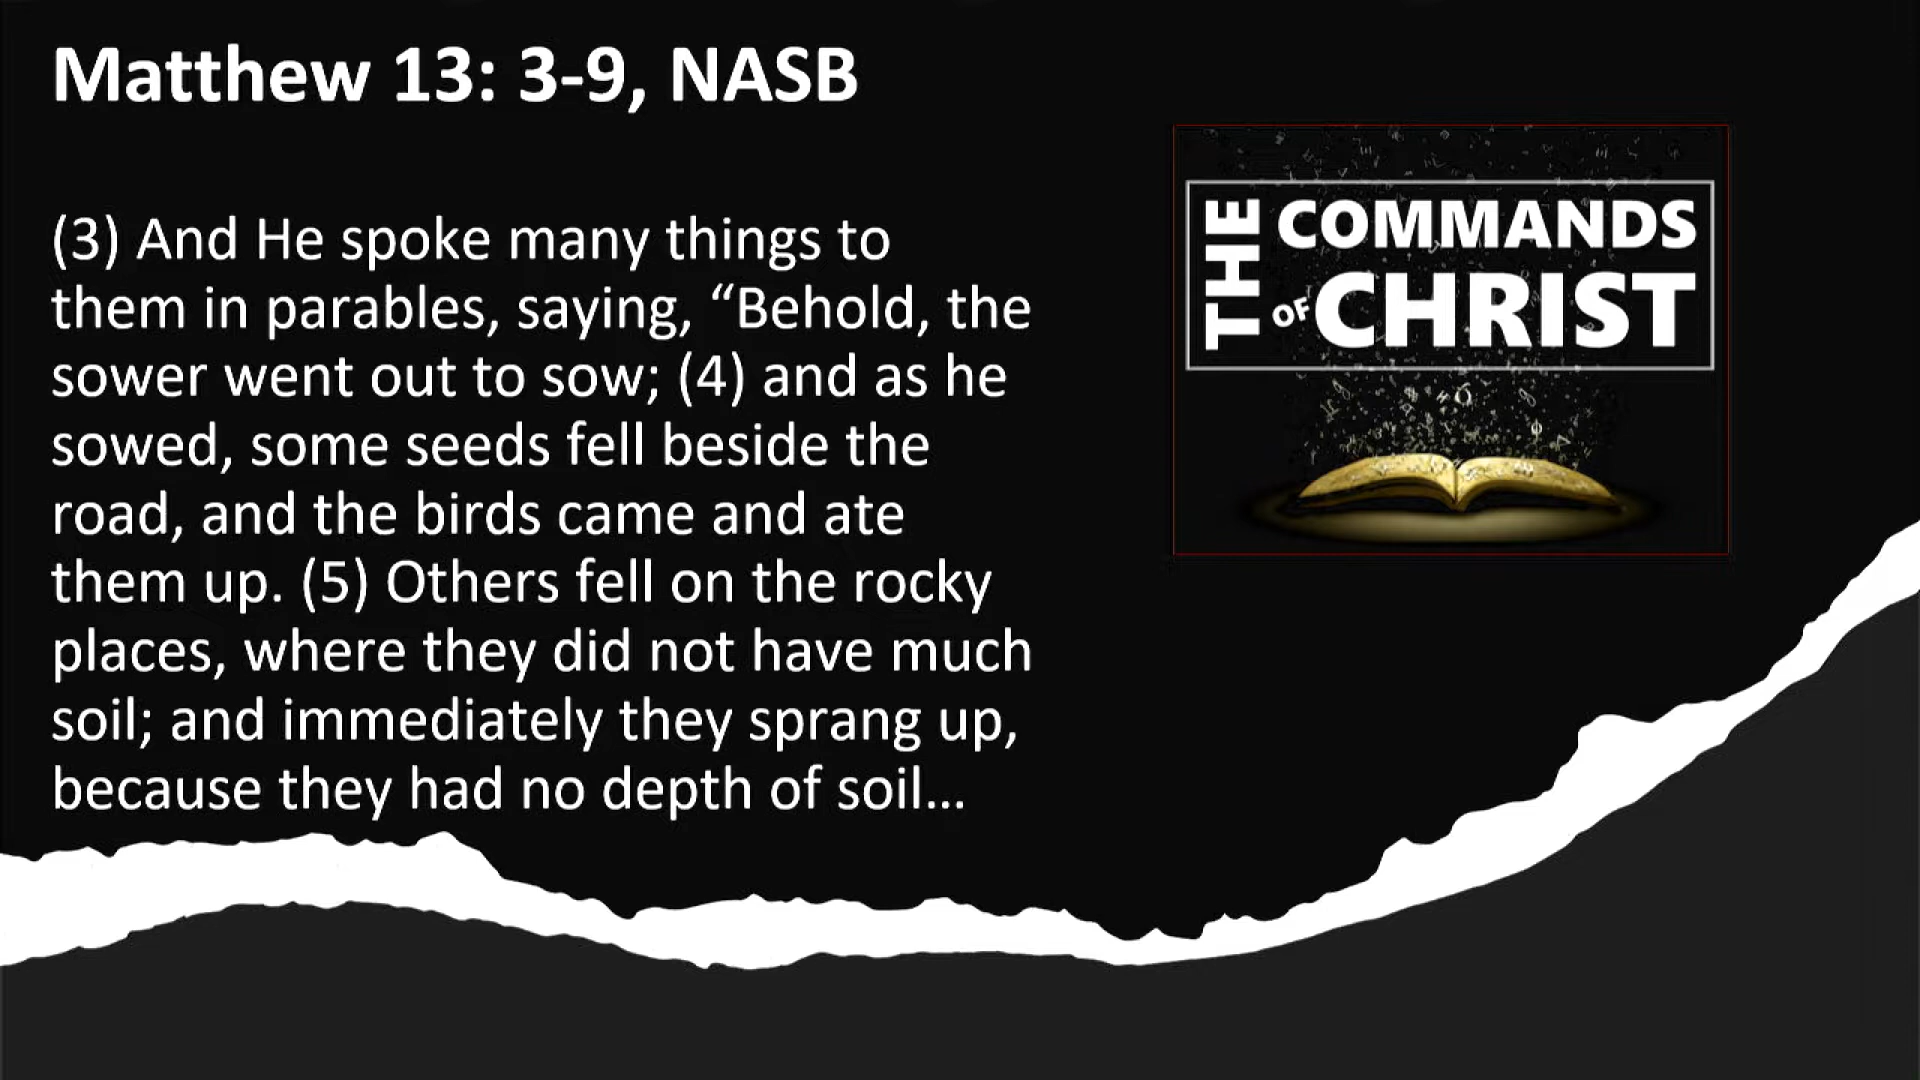 Matthew 13: 3-9, NASB
(3) And He spoke many things to
them in parables, saying, “Behold, the
sower went out to sow; (4) and as he
sowed, some seeds fell beside the
road, and the birds came and ate
them up. (5) Others fell on the rocky
places, where they did not have much
soil; and immediately they sprang up,
because they had no depth of soil...
THE COMMANDS
OF CHRIST